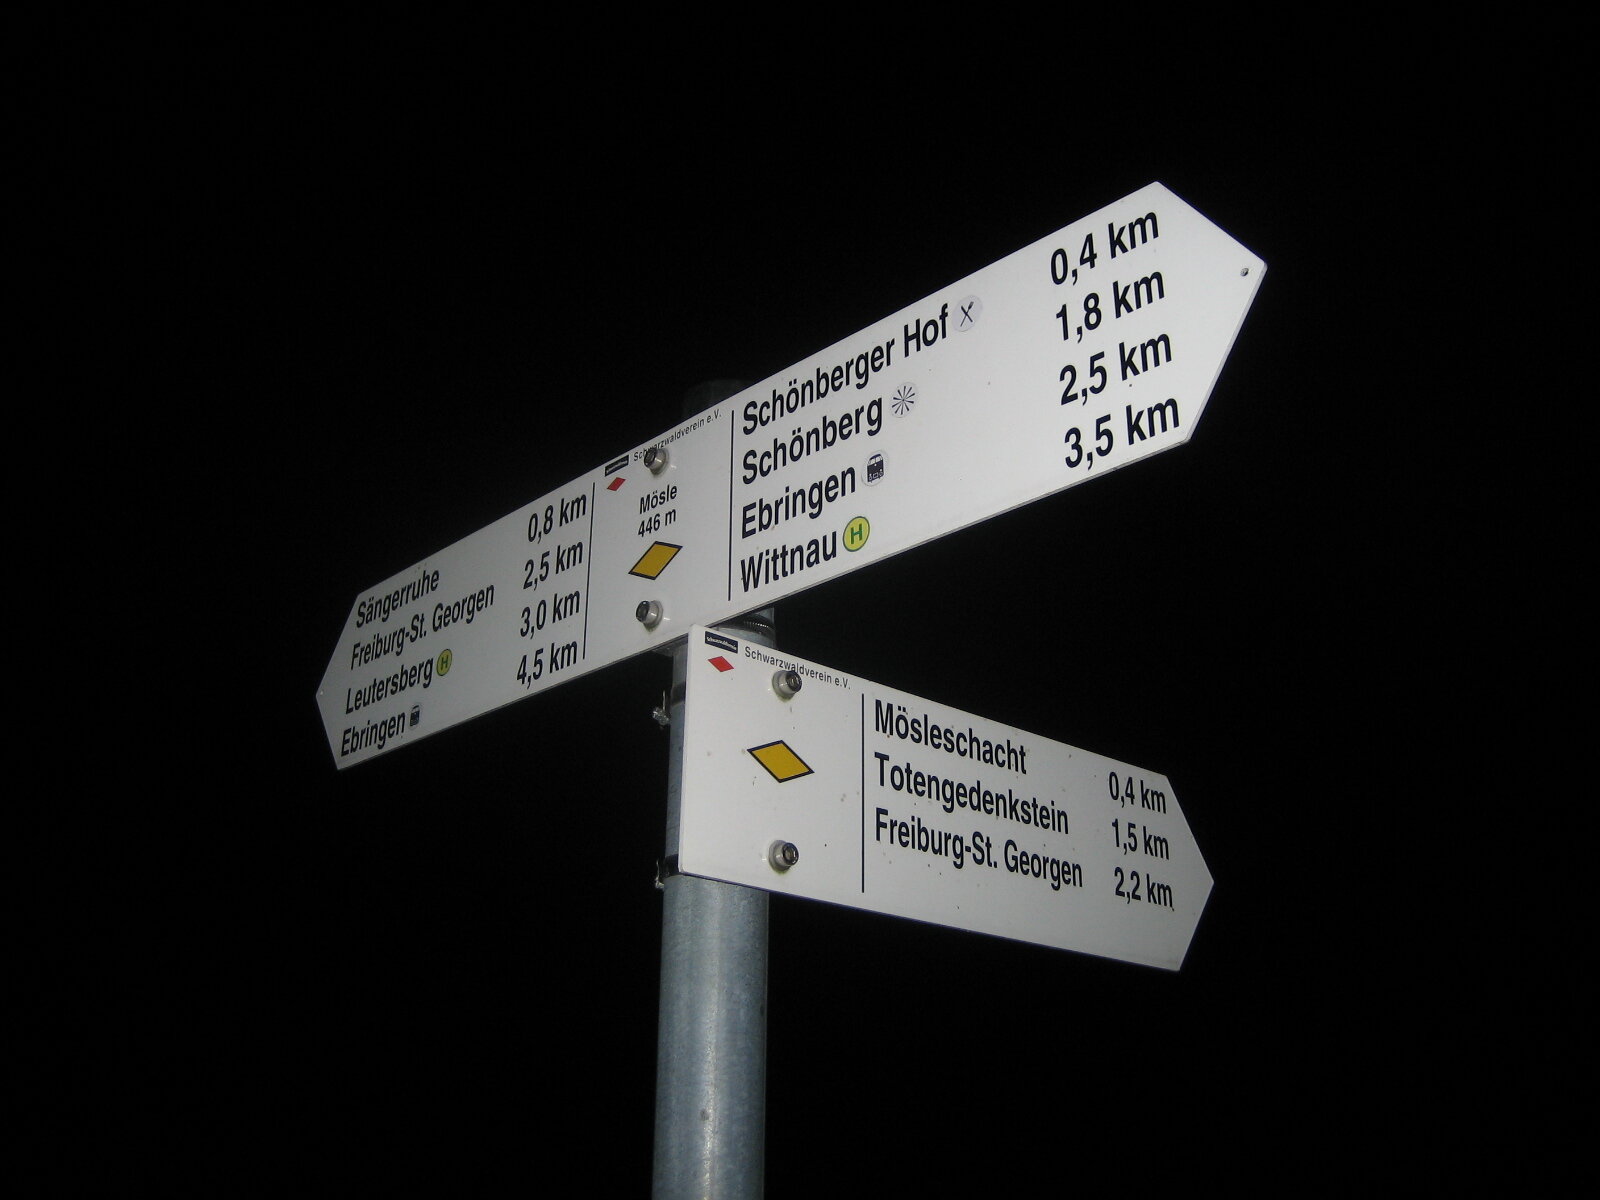 Schwarzwaldverein e.V.
Mösle
446 m
Sängerruhe 0,8 km
Freiburg-St. Georgen 2,5 km
Leutersberg H 3,0 km
Ebringen 4,5 km
Schönberger Hof 0,4 km
Schönberg 1,8 km
Ebringen 2,5 km
Wittnau H 3,5 km
Schwarzwaldverein e.V.
Mösleschacht 0,4 km
Totengedenkstein 1,5 km
Freiburg-St. Georgen 2,2 km